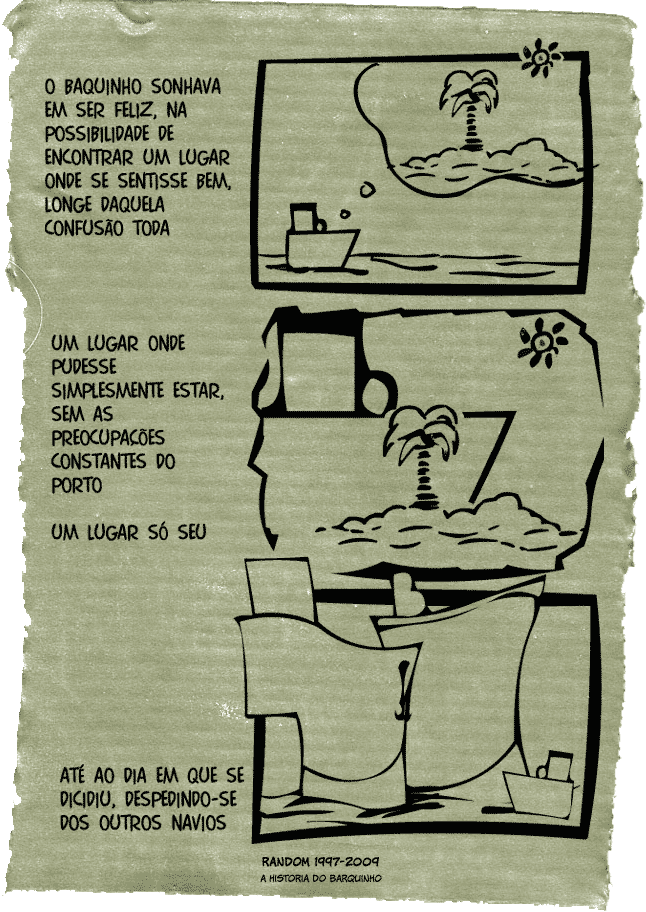 O BAQUINHO SONHAVA
EM SER FELIZ, NA
POSSIBILIDADE DE
ENCONTRAR UM LUGAR
ONDE SE SENTISSE BEM,
LONGE DAQUELA
CONFUSÃO TODA
UM LUGAR ONDE
PUDESSE
SIMPLESMENTE ESTAR,
SEM AS
PREOCUPAÇÕES
CONSTANTES DO
PORTO
UM LUGAR SÓ SEU
ATÉ AO DIA EM QUE SE
DICIDIU, DESPEDINDO-SE
DOS OUTROS NAVIOS
RANDOM 1997-2009
A HISTORIA DO BARQUINHO